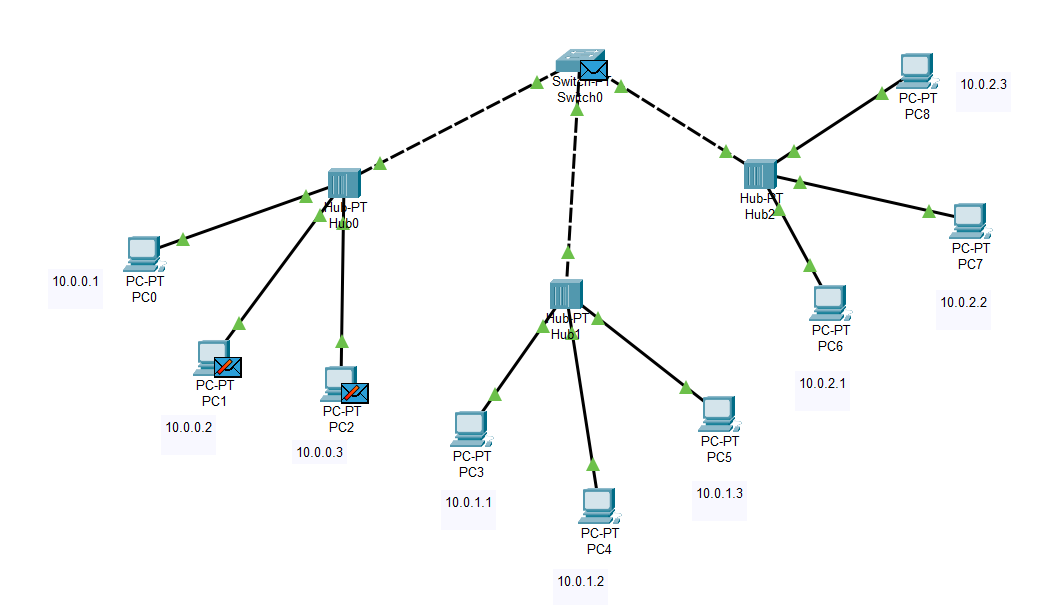 Switch-PT
Switch0
PC-PT
PC8
10.0.2.3
Hub-PT
Hub0
Hub-PT
Hub2
PC-PT
PC0
10.0.0.1
PC-PT
PC7
10.0.2.2
Hub-PT
Hub1
PC-PT
PC6
10.0.2.1
PC-PT
PC1
10.0.0.2
PC-PT
PC2
10.0.0.3
PC-PT
PC3
10.0.1.1
PC-PT
PC5
10.0.1.3
PC-PT
PC4
10.0.1.2